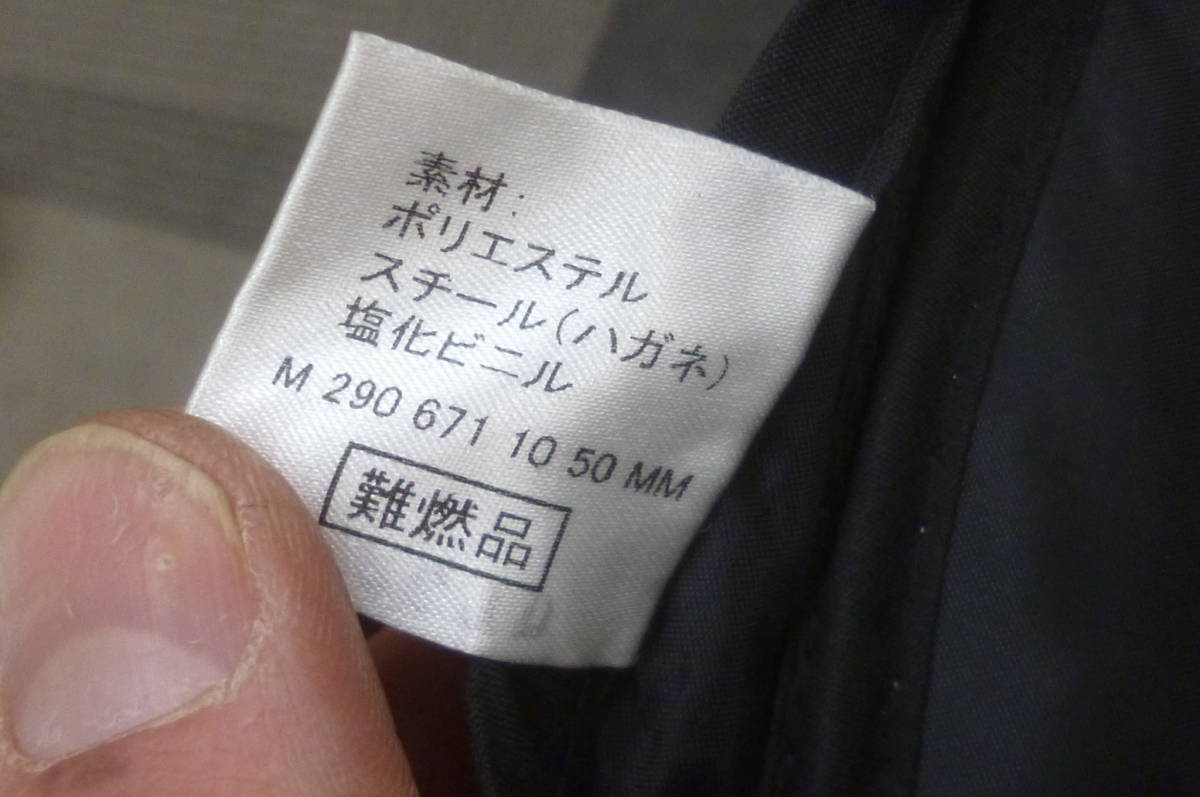 素材:
ポリエステル
スチール(ハガネ)
塩化ビニル
M 290 671 10 50 MM
難燃品